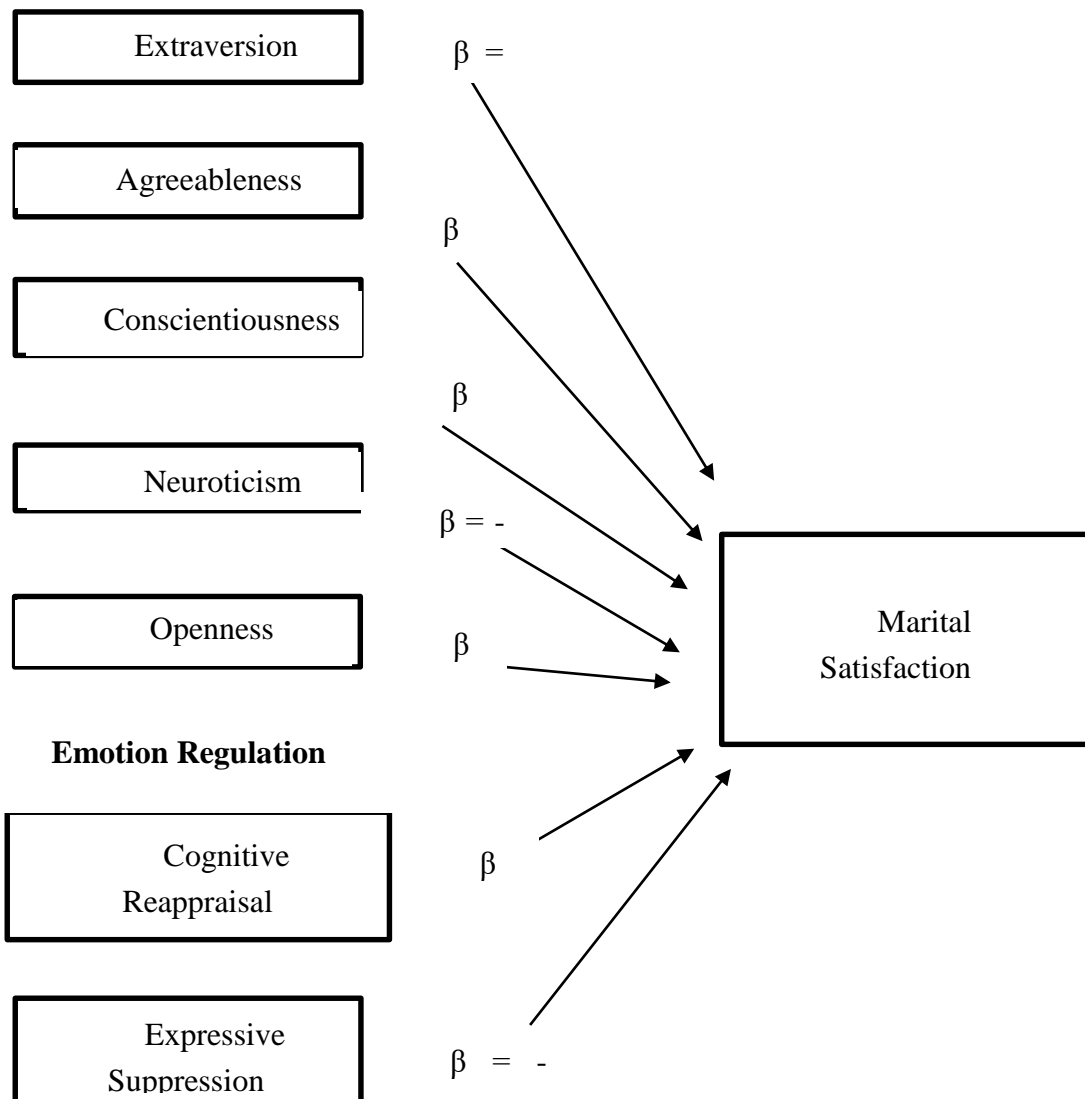 Extraversion
β =
Agreeableness
β
Conscientiousness
β
Neuroticism
β = -
Openness
β
Marital
Satisfaction
Emotion Regulation
Cognitive
Reappraisal
β
Expressive
Suppression
β = -